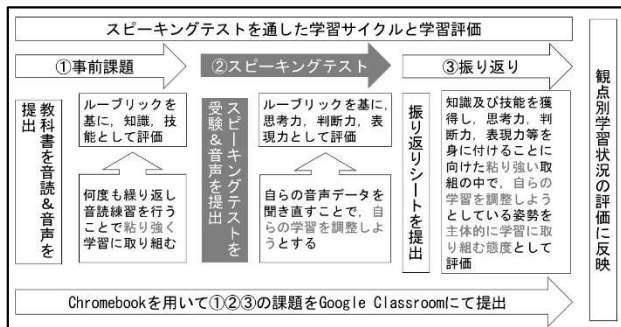 スピーキングテストを通した学習サイクルと学習評価
①事前課題
②スピーキングテスト
③振り返り
教科書を音読&音声を
提出
ルーブリックを
基に，知識，技
能として評価
何度も繰り返し
音読練習を行う
ことで粘り強く
学習に取り組む
スピーキングテストを
受験&音声を提出
ルーブリックを基に，
思考力，判断力，表
現力として評価
自らの音声データを
聞き直すことで，自
らの学習を調整しよ
うとする
振り返りシートを提出
知識及び技能を獲
得し，思考力，判
断力，表現力等を
身に付けることに
向けた粘り強い取
組の中で，自らの
学習を調整しよう
としている姿勢を
主体的に学習に取
り組む態度として
評価
観点別学習状況の評価に反映
Chromebookを用いて①②③の課題をGoogle Classroomにて提出